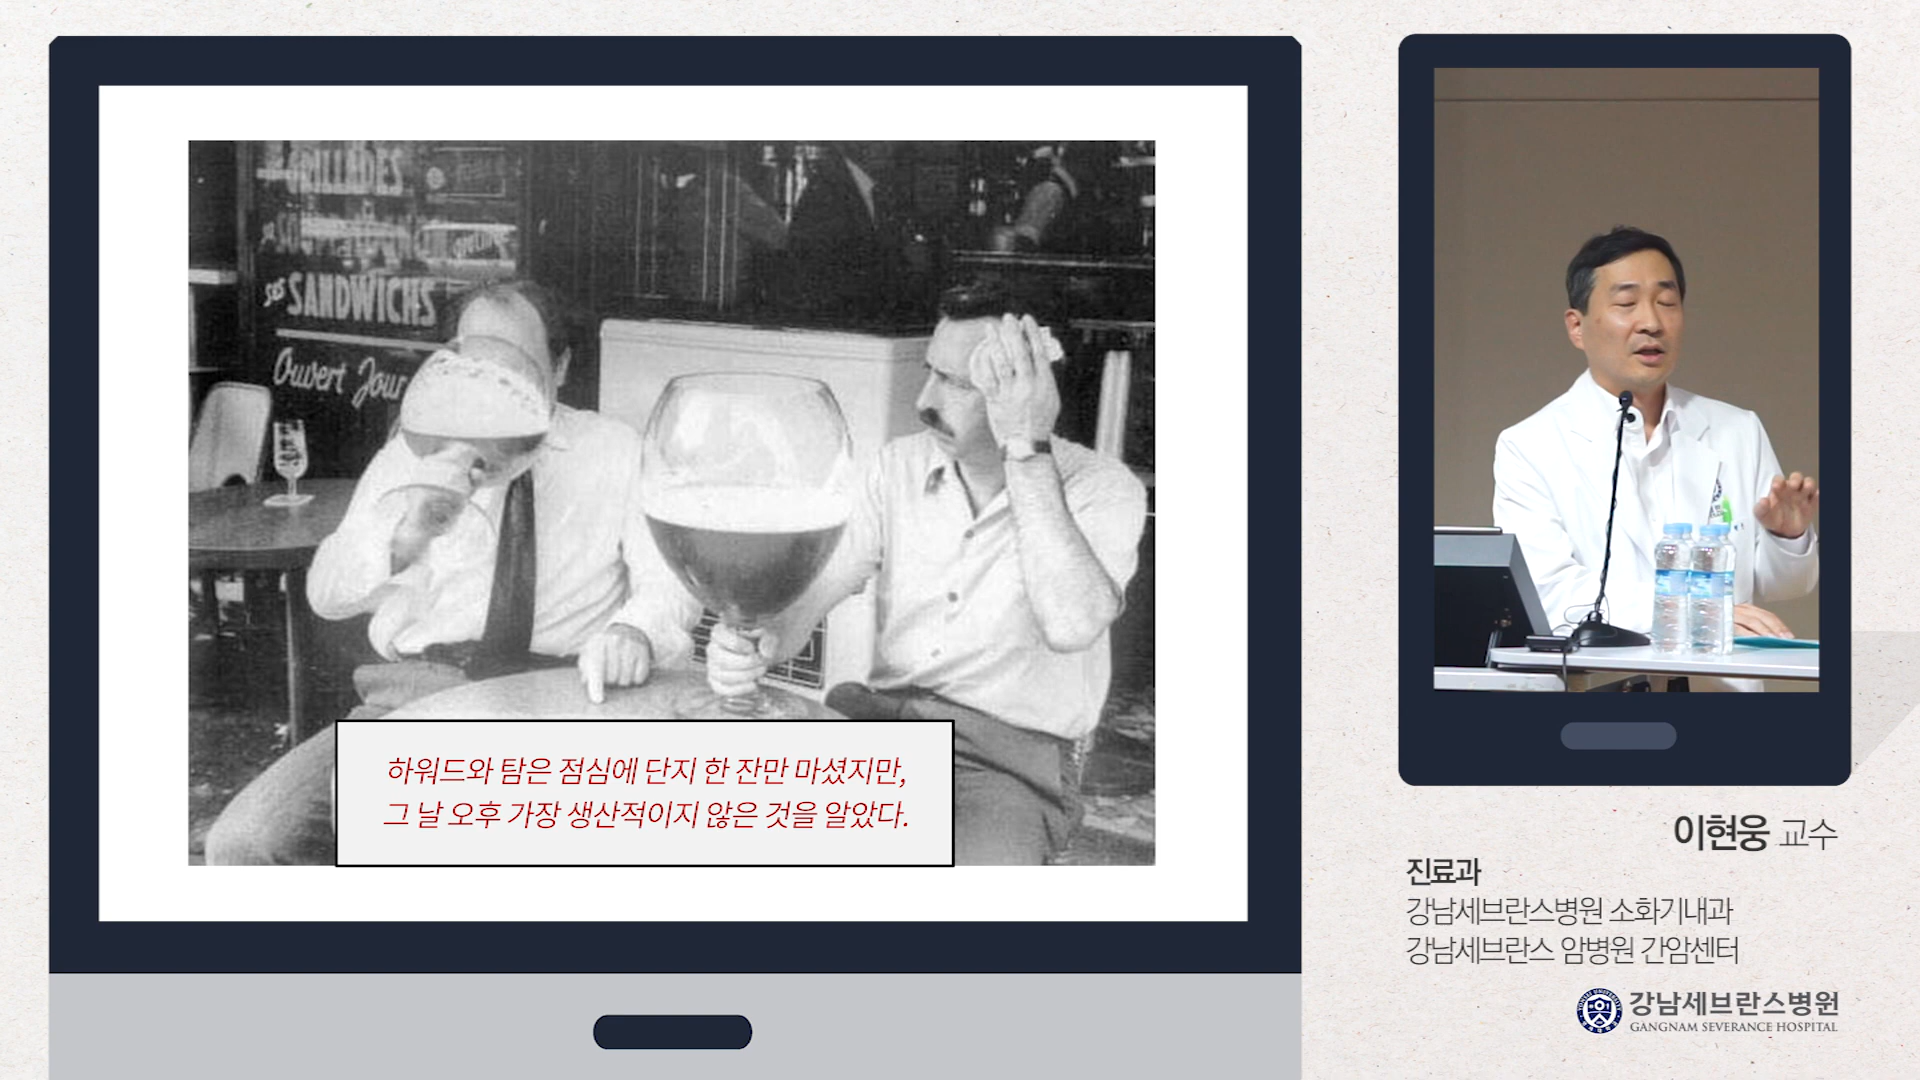 GRILLADES
ses SANDWICHS
Ouvert Jour
하워드와 탐은 점심에 단지 한 잔만 마셨지만,
그 날 오후 가장 생산적이지 않은 것을 알았다.
이현웅 교수
진료과
강남세브란스병원 소화기내과
강남세브란스 암병원 간암센터
강남세브란스병원
GANGNAM SEVERANCE HOSPITAL